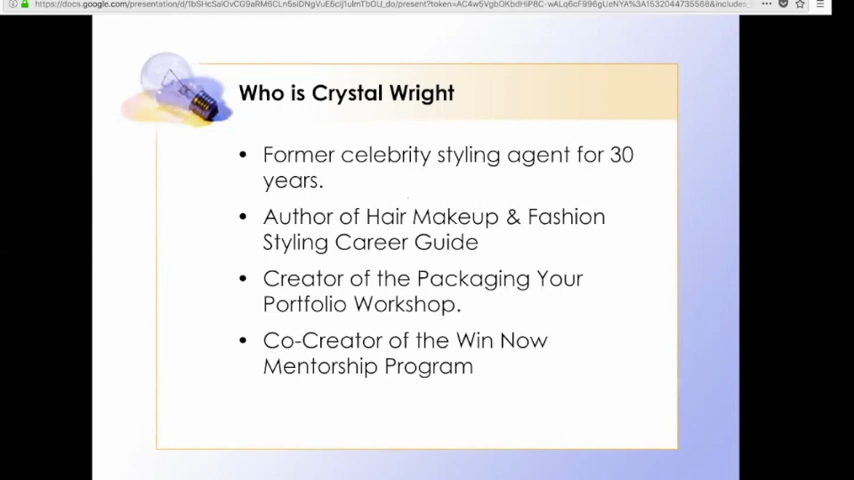 Who is Crystal Wright
• Former celebrity styling agent for 30
years.
• Author of Hair Makeup & Fashion
Styling Career Guide
• Creator of the Packaging Your
Portfolio Workshop.
• Co-Creator of the Win Now
Mentorship Program